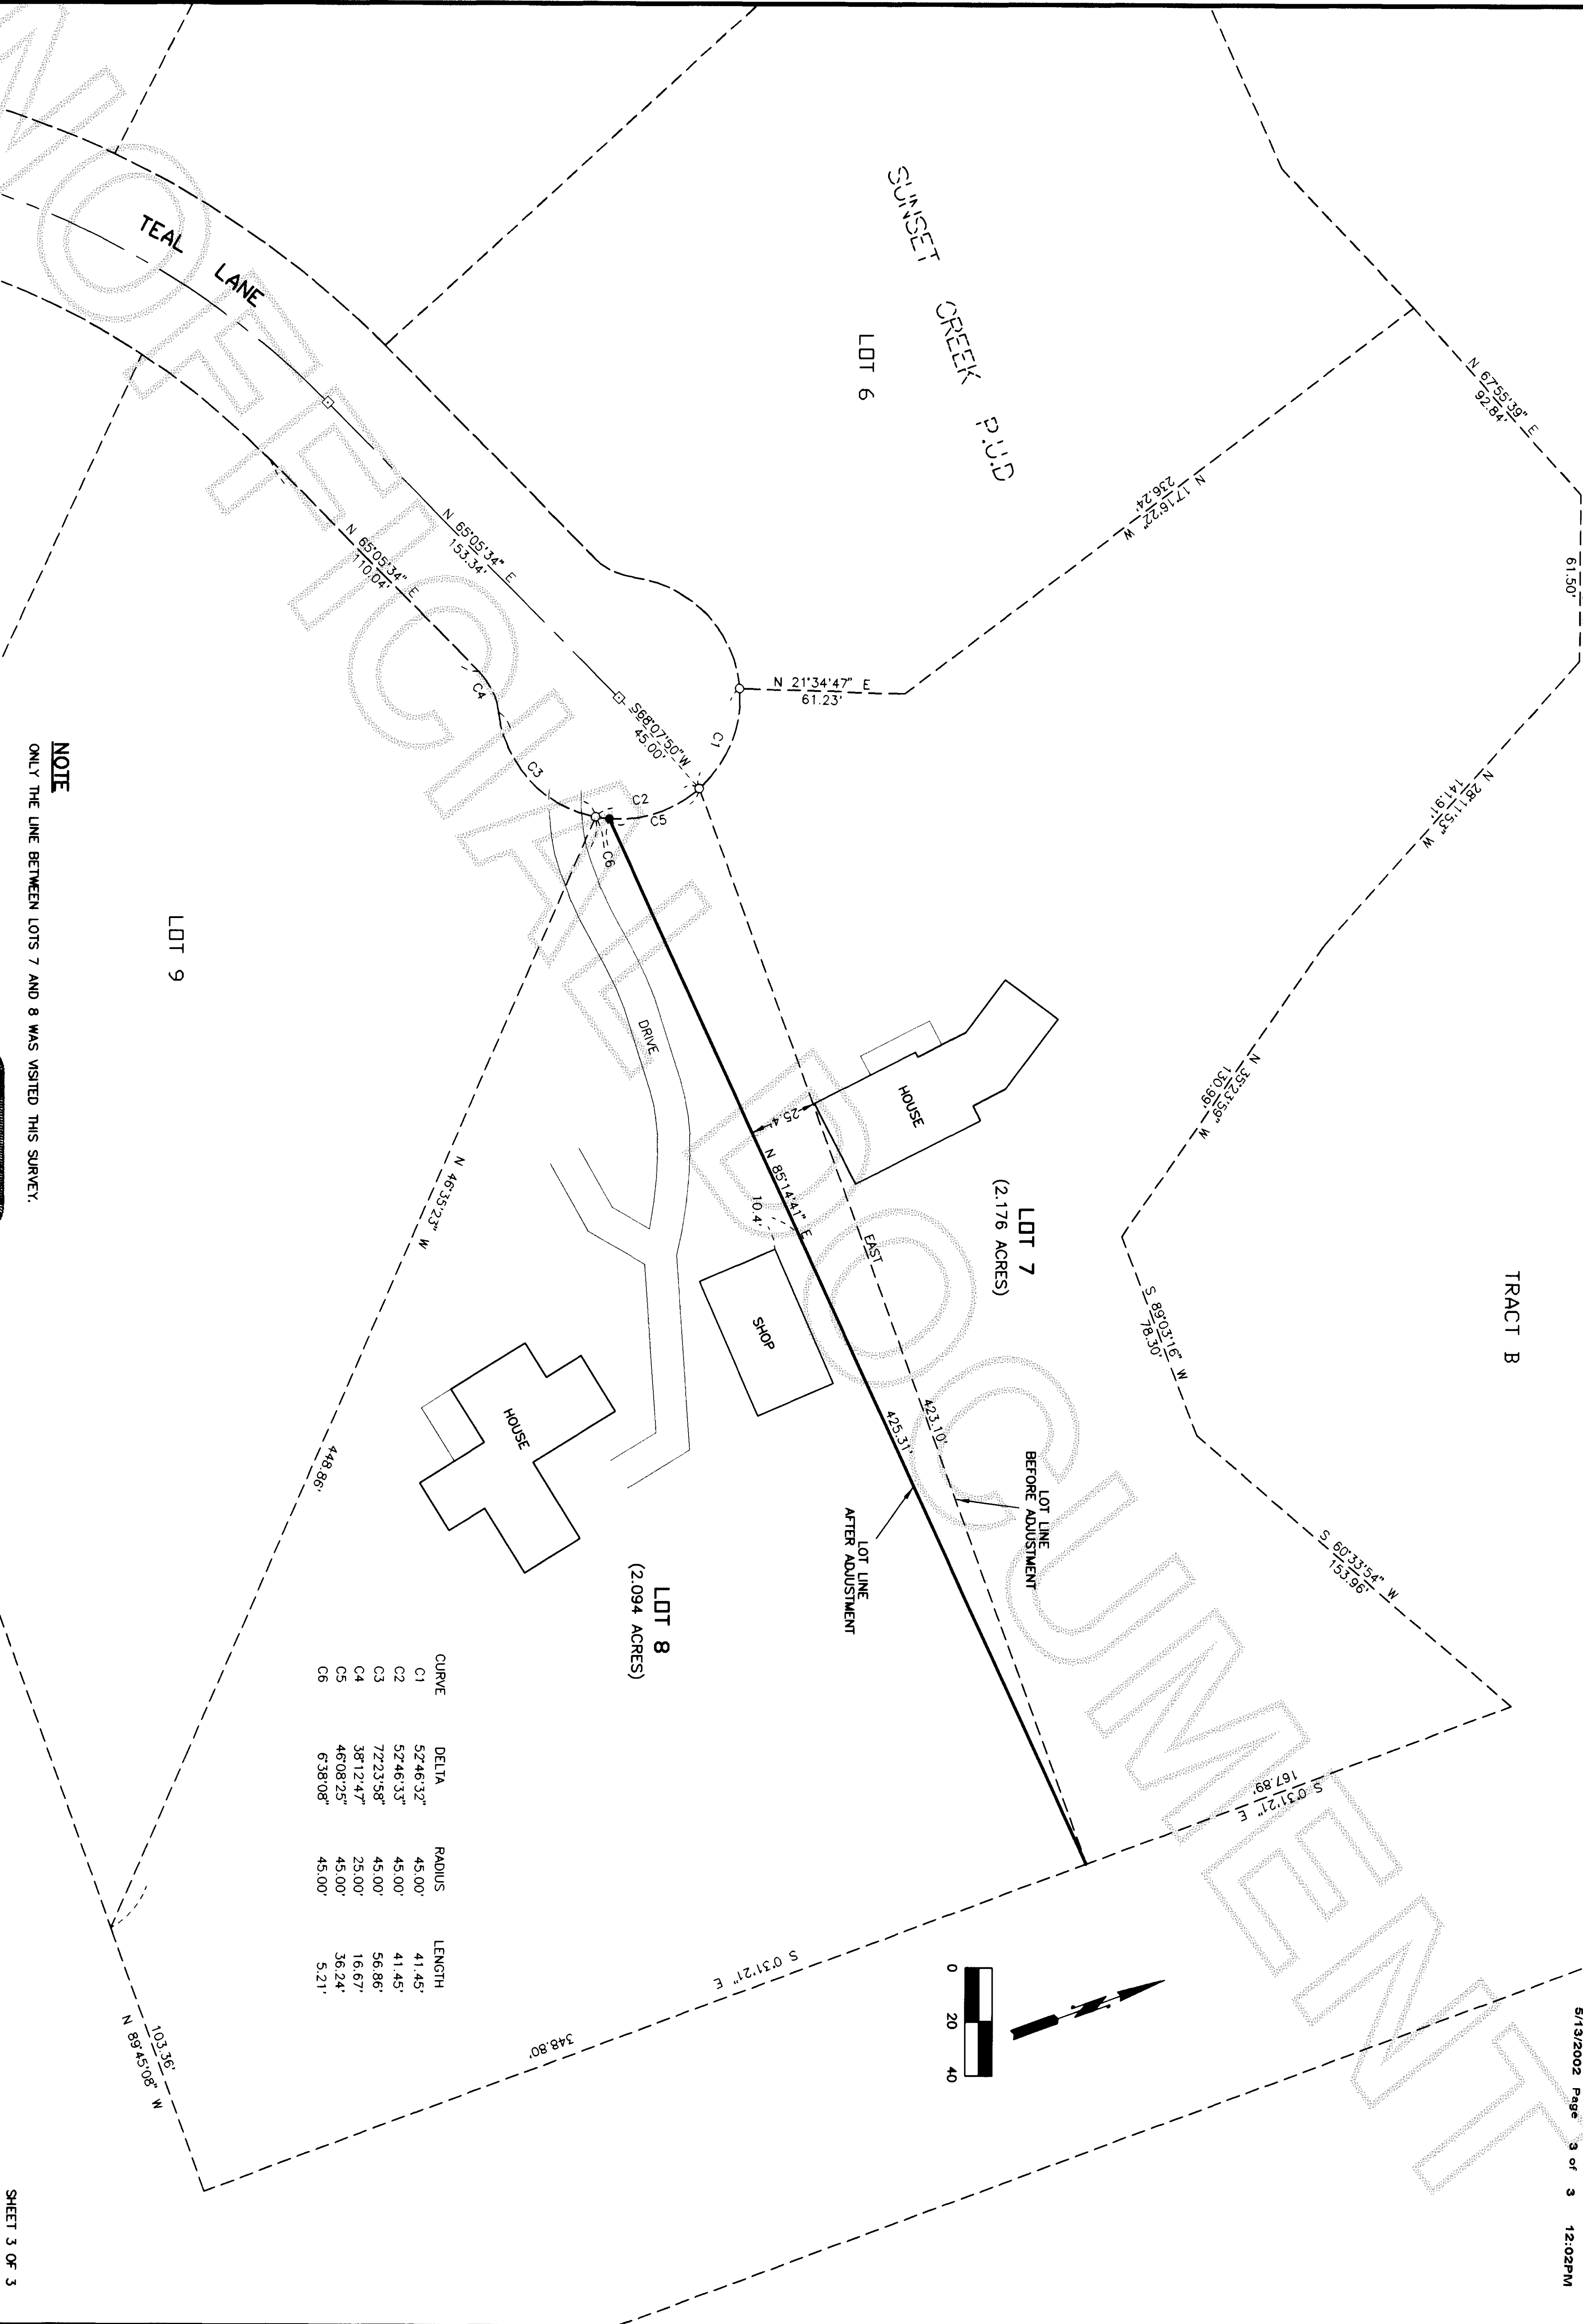 5/13/2002 Page 3 of 3 12:02PM
UNOFFICIAL DOCUMENT
TRACT B
SUNSET CREEK P.U.D
LOT 6
TEAL LANE
N 67°55'39" E
92.84'
61.50'
N 28°11'53" W
141.91'
N 17°16'22" W
236.24'
N 35°23'59" W
130.99'
S 89°03'16" W
78.30'
S 60°33'54" W
153.96'
S 0°31'21" E
167.89'
N 21°34'47" E
61.23'
N 65°05'34" E
153.34'
N 65°05'34" E
110.04'
S68°07'50"W
45.00'
C1
C2
C5
C3
C4
C6
LOT 7
(2.176 ACRES)
HOUSE
25.4'
N 85°14'41" E
425.31'
10.4'
EAST
423.10'
LOT LINE
BEFORE ADJUSTMENT
LOT LINE
AFTER ADJUSTMENT
DRIVE
SHOP
HOUSE
LOT 8
(2.094 ACRES)
N 46°35'23" W
448.86'
LOT 9
S 0°31'21" E
348.80'
103.36'
N 89°45'08" W
0 20 40
CURVE DELTA RADIUS LENGTH
C1 52°46'32" 45.00' 41.45'
C2 52°46'33" 45.00' 41.45'
C3 72°23'58" 45.00' 56.86'
C4 38°12'47" 25.00' 16.67'
C5 46°08'25" 45.00' 36.24'
C6 6°38'08" 45.00' 5.21'
NOTE
ONLY THE LINE BETWEEN LOTS 7 AND 8 WAS VISITED THIS SURVEY.
SHEET 3 OF 3